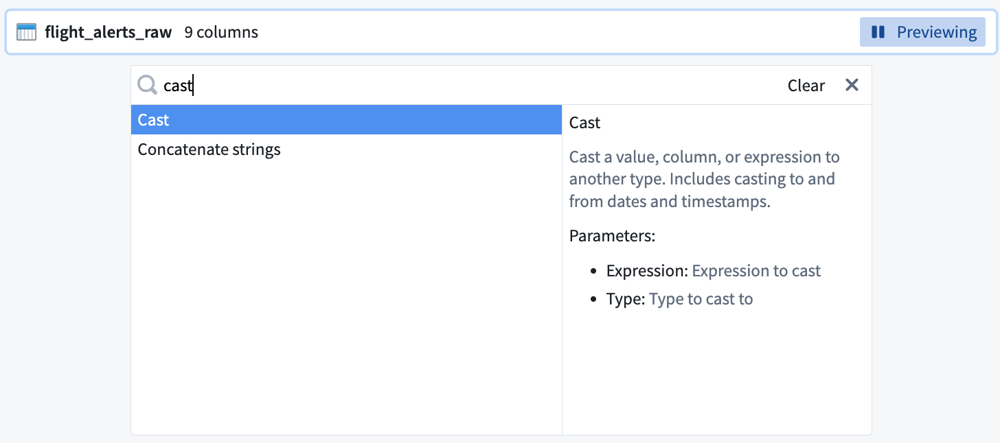 flight_alerts_raw 9 columns
Previewing
cast
Clear
Cast
Concatenate strings
Cast
Cast a value, column, or expression to
another type. Includes casting to and
from dates and timestamps.
Parameters:
Expression: Expression to cast
Type: Type to cast to